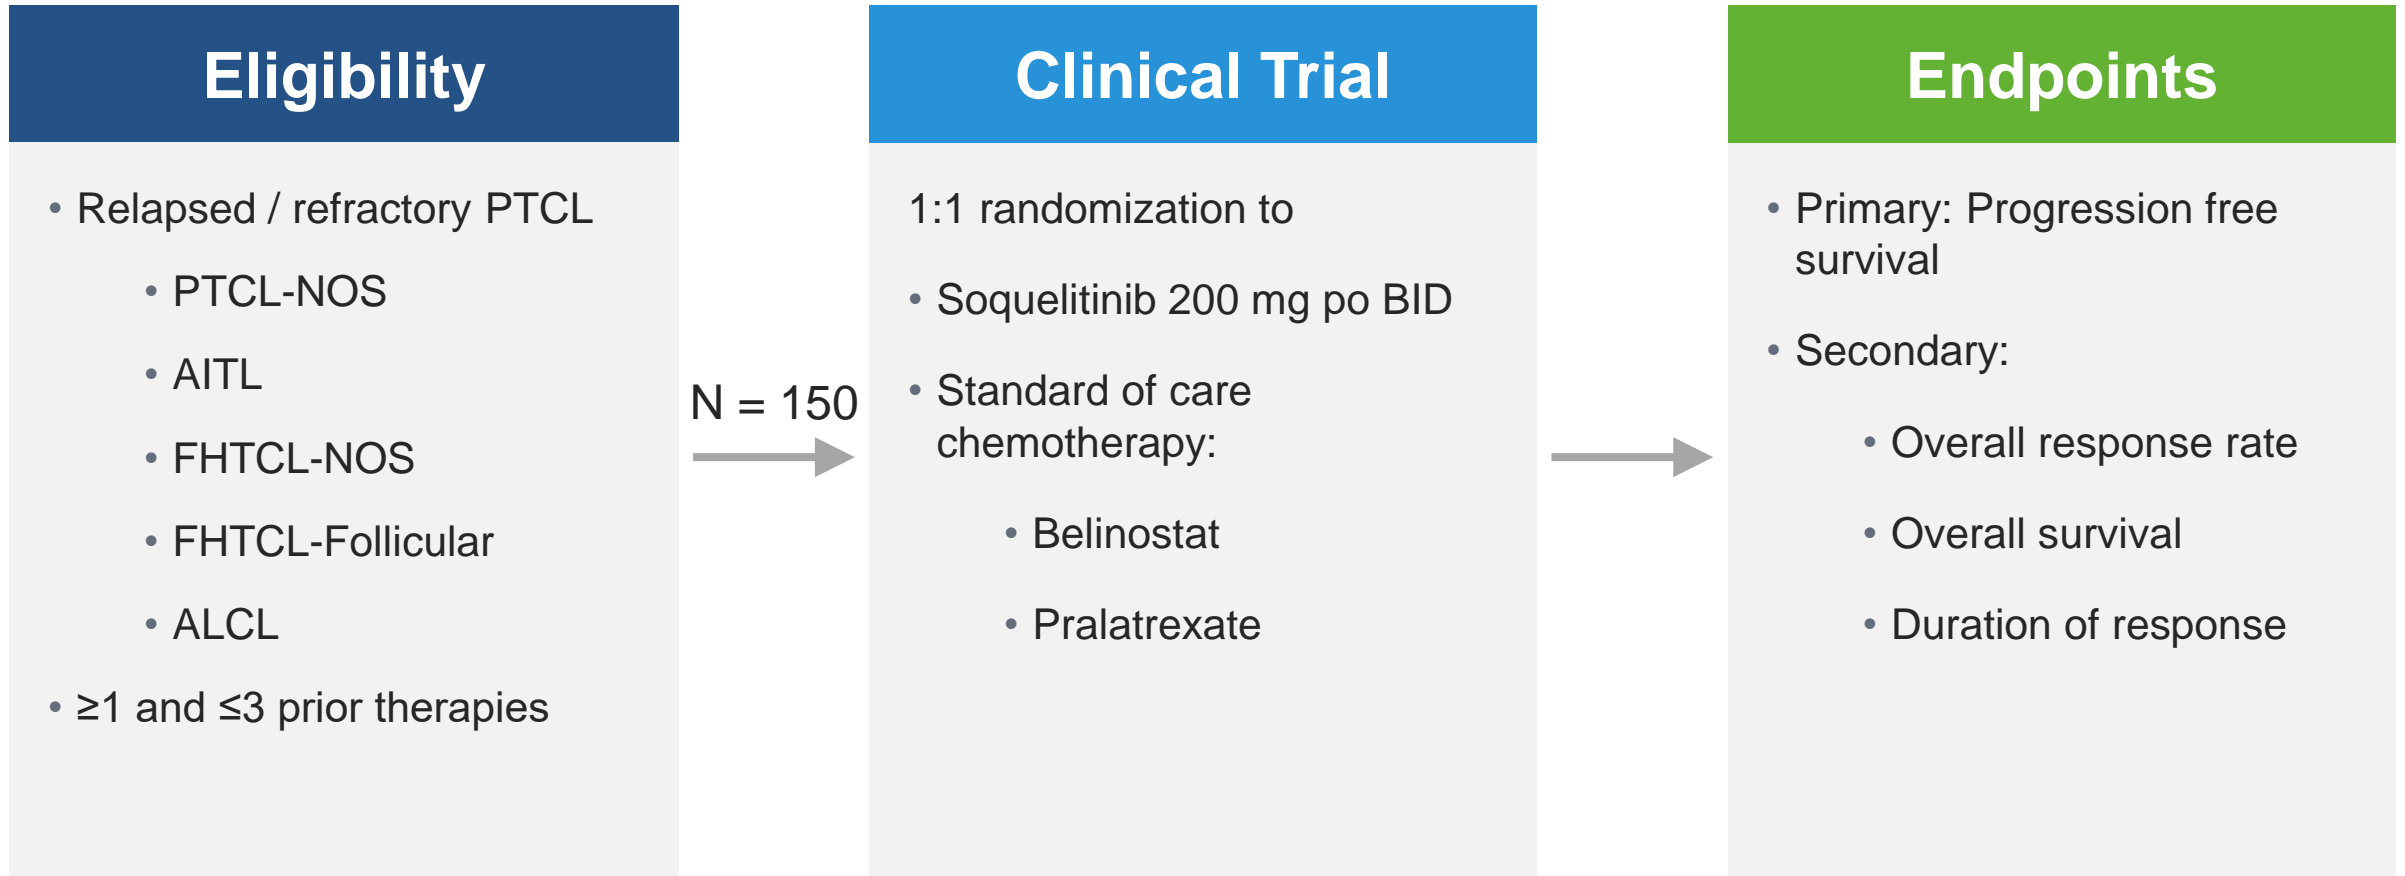 Eligibility
• Relapsed / refractory PTCL
• PTCL-NOS
• AITL
• FHTCL-NOS
• FHTCL-Follicular
• ALCL
• ≥1 and ≤3 prior therapies
N = 150
Clinical Trial
1:1 randomization to
• Soquelitinib 200 mg po BID
• Standard of care
chemotherapy:
• Belinostat
• Pralatrexate
Endpoints
• Primary: Progression free
survival
• Secondary:
• Overall response rate
• Overall survival
• Duration of response